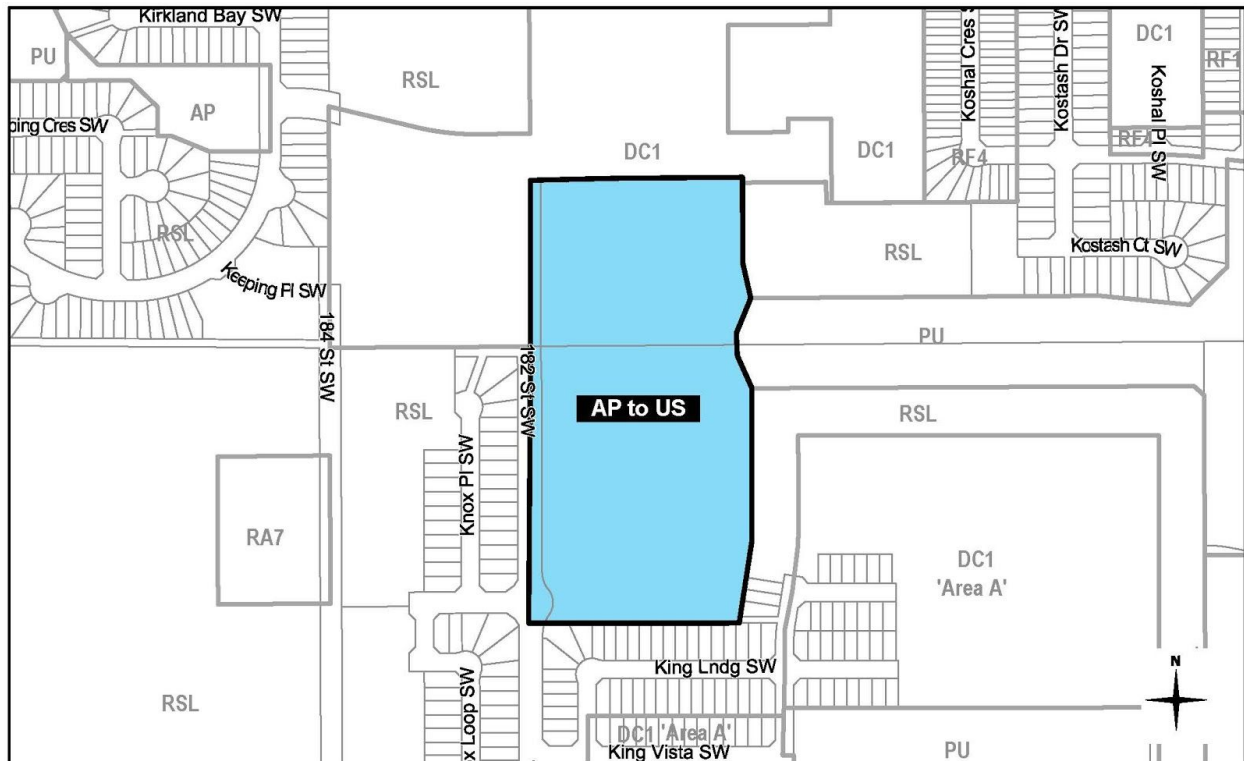 Kirkland Bay SW
PU
RSL
AP
ping Cres SW
RSL
Keeping Pl SW
184 St SW
DC1
DC1
Koshal Cres S
RF4
Kostash Dr SW
DC1
RF1
RF4
Koshal Pl SW
RSL
Kostash Ct SW
PU
182 St SW
AP to US
RSL
RSL
Knox Pl SW
RA7
DC1
'Area A'
RSL
x Loop SW
King Lndg SW
DC1 'Area A'
King Vista SW
PU
N